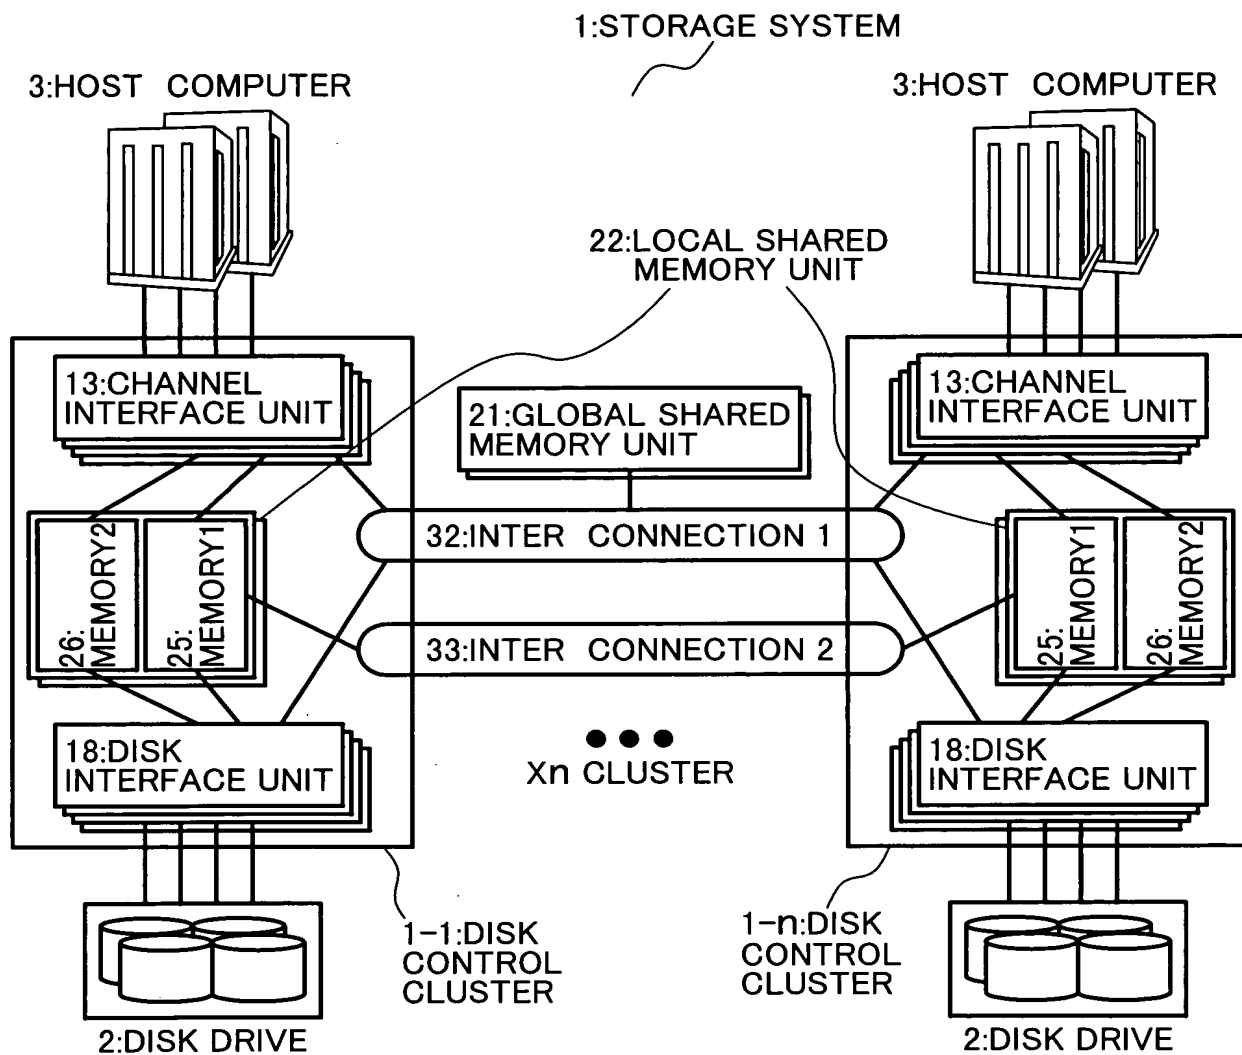 1:STORAGE SYSTEM
3:HOST COMPUTER
3:HOST COMPUTER
22:LOCAL SHARED
MEMORY UNIT
13:CHANNEL
INTERFACE UNIT
21:GLOBAL SHARED
MEMORY UNIT
13:CHANNEL
INTERFACE UNIT
26:
MEMORY2
25:
MEMORY1
32:INTER CONNECTION 1
33:INTER CONNECTION 2
25:
MEMORY1
26:
MEMORY2
18:DISK
INTERFACE UNIT
Xn CLUSTER
18:DISK
INTERFACE UNIT
1-1:DISK
CONTROL
CLUSTER
1-n:DISK
CONTROL
CLUSTER
2:DISK DRIVE
2:DISK DRIVE